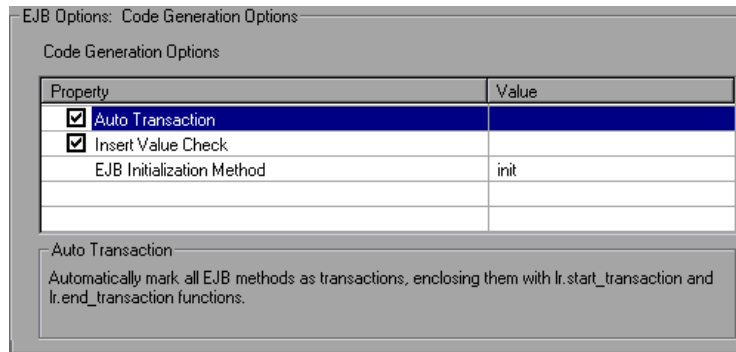 EJB Options: Code Generation Options
Code Generation Options
Property Value
Auto Transaction
Insert Value Check
EJB Initialization Method init
Auto Transaction
Automatically mark all EJB methods as transactions, enclosing them with lr.start_transaction and
lr.end_transaction functions.